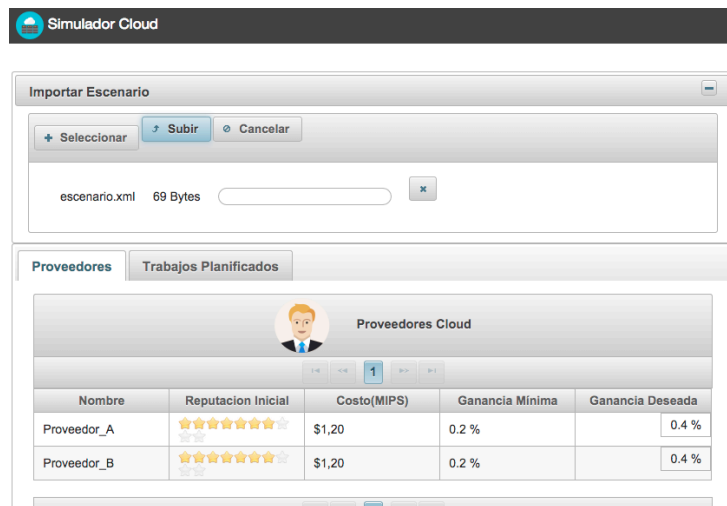 Simulador Cloud
Importar Escenario
Seleccionar Subir Cancelar
escenario.xml 69 Bytes
Proveedores Trabajos Planificados
Proveedores Cloud
1
Nombre Reputacion Inicial Costo(MIPS) Ganancia Mínima Ganancia Deseada
Proveedor_A $1,20 0.2 % 0.4 %
Proveedor_B $1,20 0.2 % 0.4 %